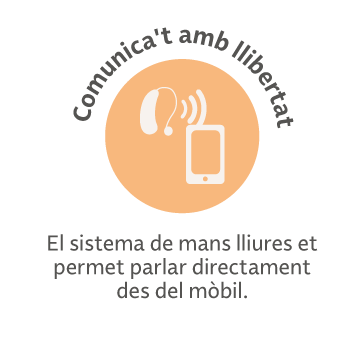 Comunica't amb llibertat
El sistema de mans lliures et
permet parlar directament
des del mòbil.